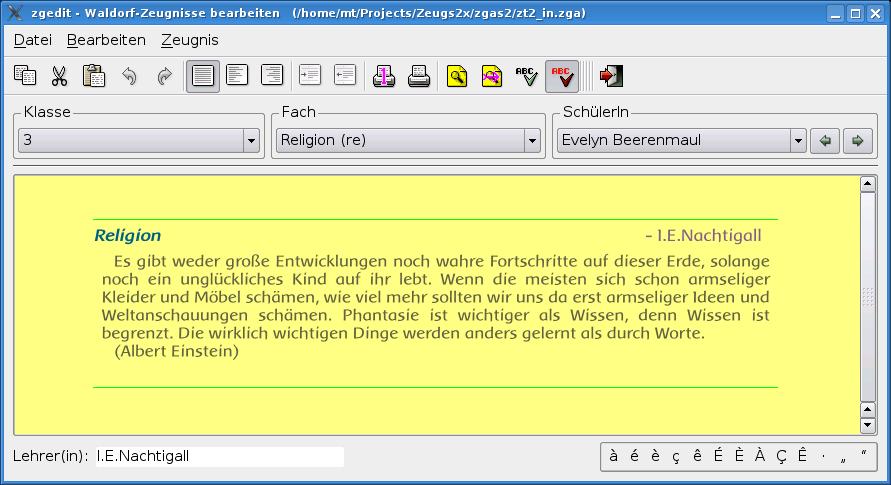 zgedit - Waldorf-Zeugnisse bearbeiten (/home/mt/Projects/Zeugs2x/zgas2/zt2_in.zga)
Datei Bearbeiten Zeugnis
ABC ABC
Klasse Fach SchülerIn
3 Religion (re) Evelyn Beerenmaul
Religion - I.E.Nachtigall
Es gibt weder große Entwicklungen noch wahre Fortschritte auf dieser Erde, solange
noch ein unglückliches Kind auf ihr lebt. Wenn die meisten sich schon armseliger
Kleider und Möbel schämen, wie viel mehr sollten wir uns da erst armseliger Ideen und
Weltanschauungen schämen. Phantasie ist wichtiger als Wissen, denn Wissen ist
begrenzt. Die wirklich wichtigen Dinge werden anders gelernt als durch Worte.
(Albert Einstein)
Lehrer(in): I.E.Nachtigall à é è ç ê É È À Ç Ê · „ “